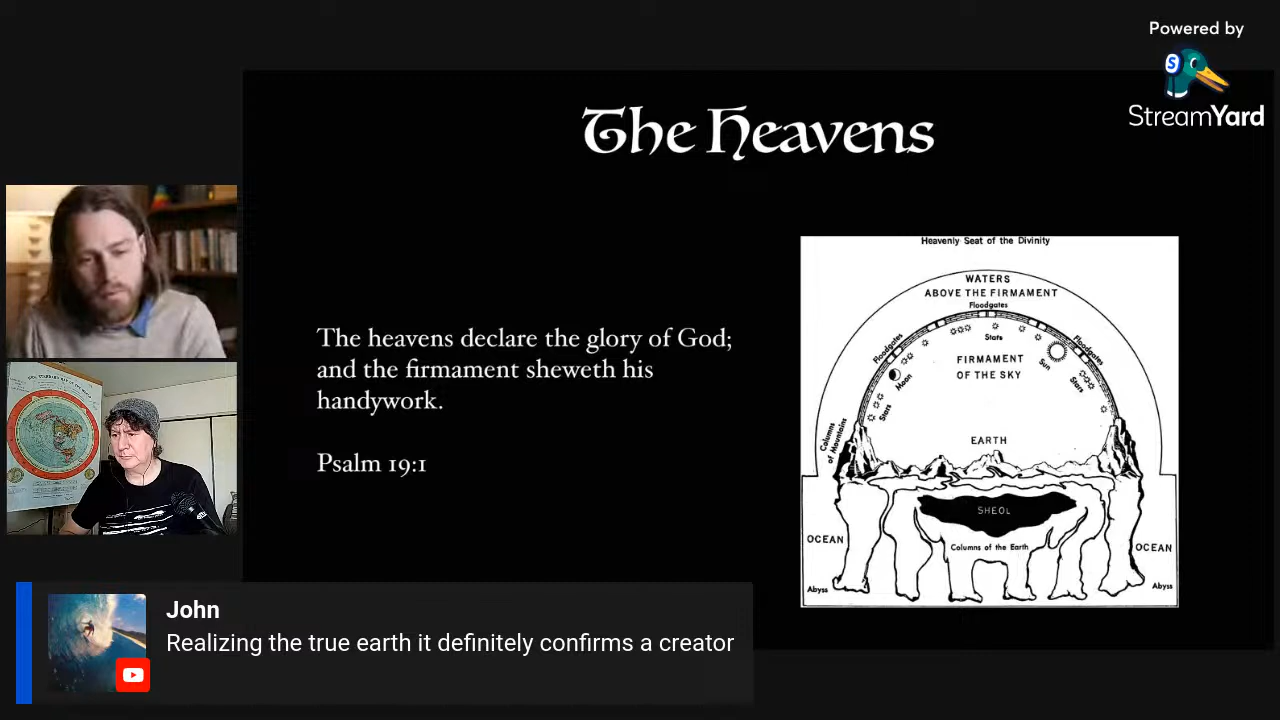 Powered by
StreamYard
The Heavens
The heavens declare the glory of God;
and the firmament sheweth his
handywork.
Psalm 19:1
Heavenly Seat of the Divinity
WATERS
ABOVE THE FIRMAMENT
Floodgates
Floodgates
Floodgates
Stars
Sun
Stars
FIRMAMENT
OF THE SKY
Moon
Stars
Columns
of Mountains
EARTH
SHEOL
OCEAN
Columns of the Earth
OCEAN
Abyss
Abyss
John
Realizing the true earth it definitely confirms a creator